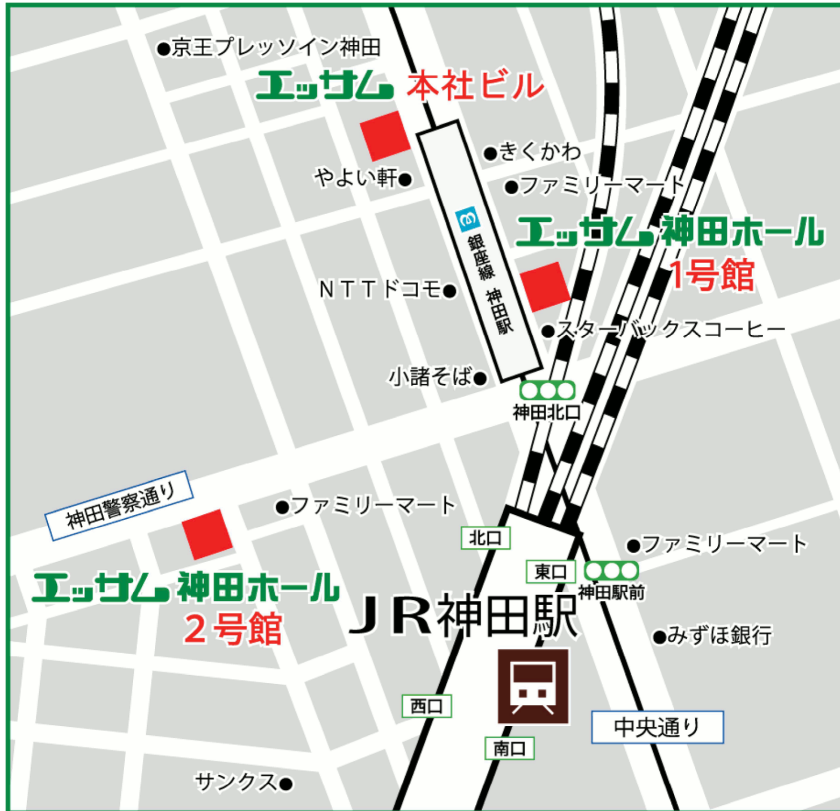 京王プレッソイン神田
エッサム 本社ビル
きくかわ
やよい軒
ファミリーマート
エッサム 神田ホール
1号館
銀座線 神田駅
NTTドコモ
スターバックスコーヒー
小諸そば
神田北口
神田警察通り
ファミリーマート
北口
ファミリーマート
東口
神田駅前
エッサム 神田ホール
2号館
JR神田駅
みずほ銀行
西口
中央通り
南口
サンクス